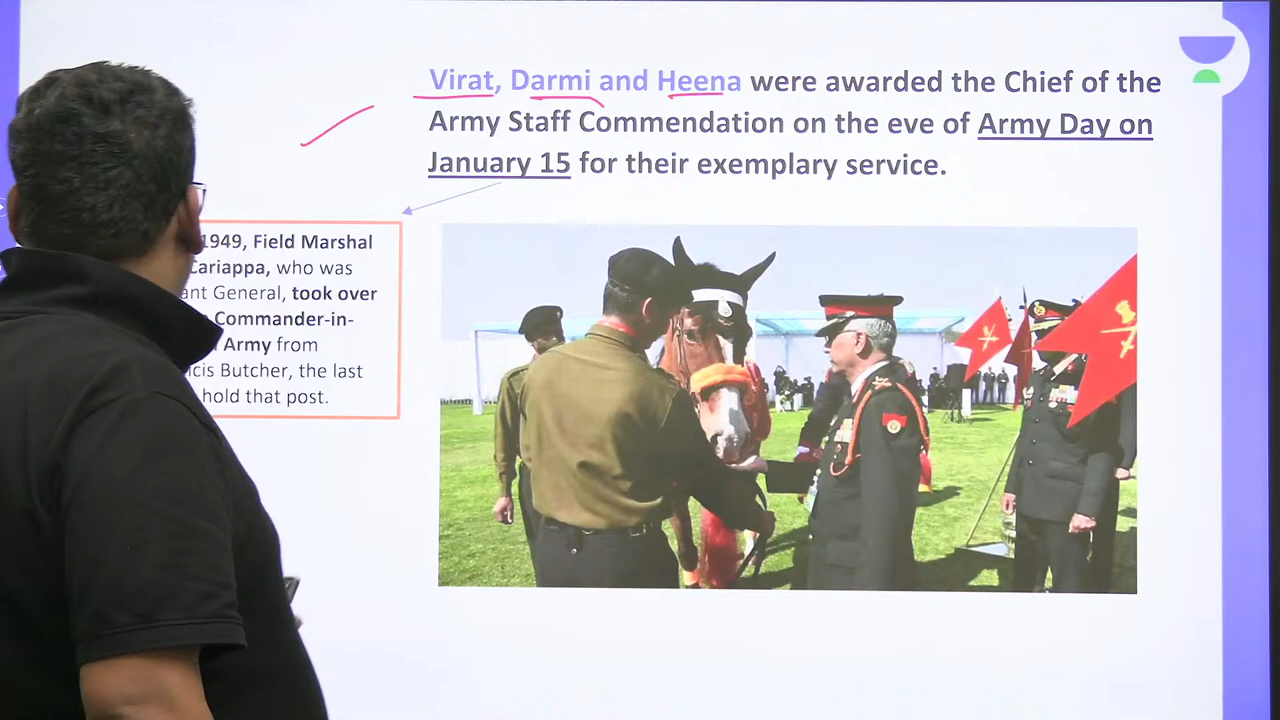 Virat, Darmi and Heena were awarded the Chief of the
Army Staff Commendation on the eve of Army Day on
January 15 for their exemplary service.
1949, Field Marshal
Cariappa, who was
General, took over
Commander-in-
Army from
Butcher, the last
hold that post.